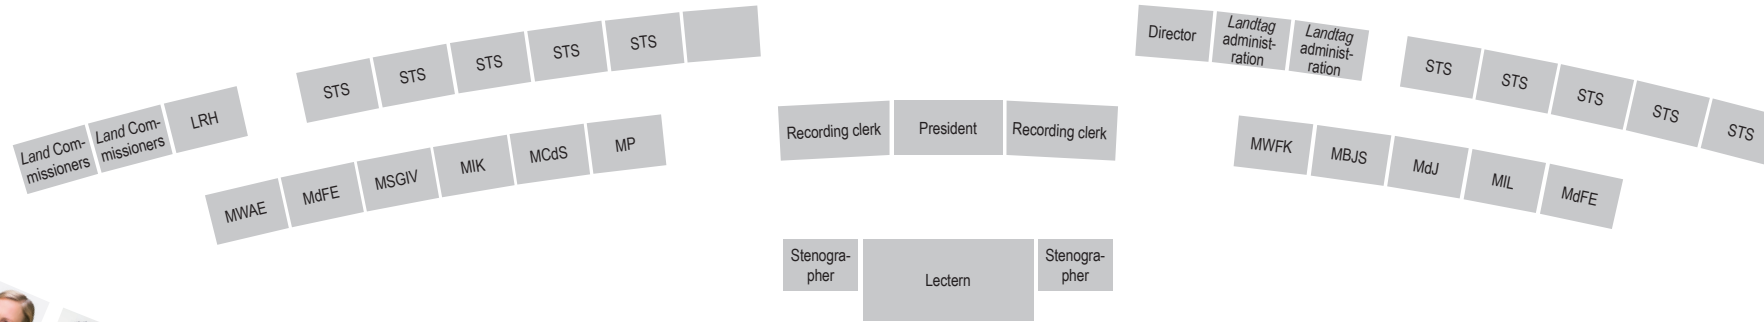 STS
STS
STS
STS
STS
Director
Landtag
administ-
ration
Landtag
administ-
ration
STS
STS
STS
STS
STS
Land Com-
missioners
Land Com-
missioners
LRH
Recording clerk
President
Recording clerk
MWAE
MdFE
MSGIV
MIK
MCdS
MP
MWFK
MBJS
MdJ
MIL
MdFE
Stenogra-
pher
Lectern
Stenogra-
pher